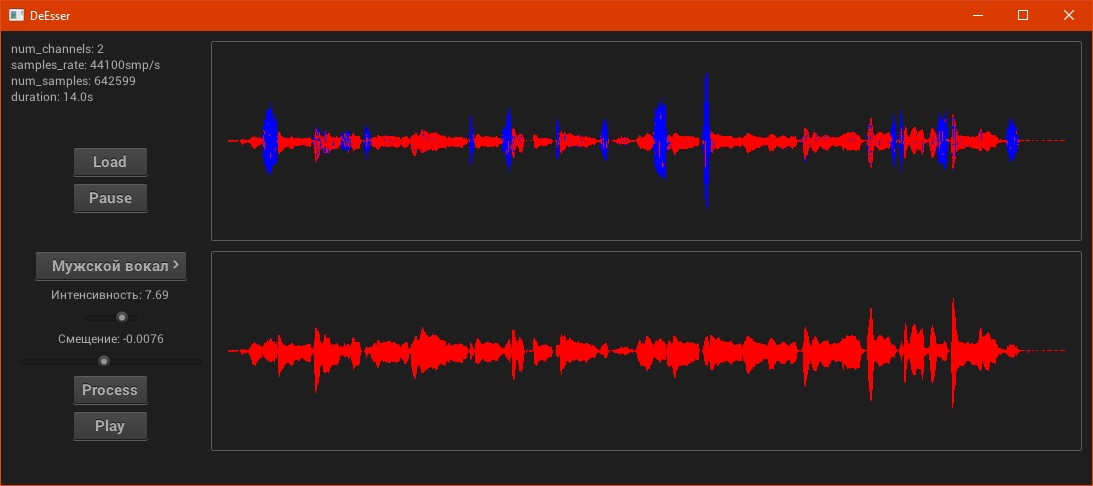 DeEsser
num_channels: 2
samples_rate: 44100smp/s
num_samples: 642599
duration: 14.0s
Load
Pause
Мужской вокал
Интенсивность: 7.69
Смещение: -0.0076
Process
Play